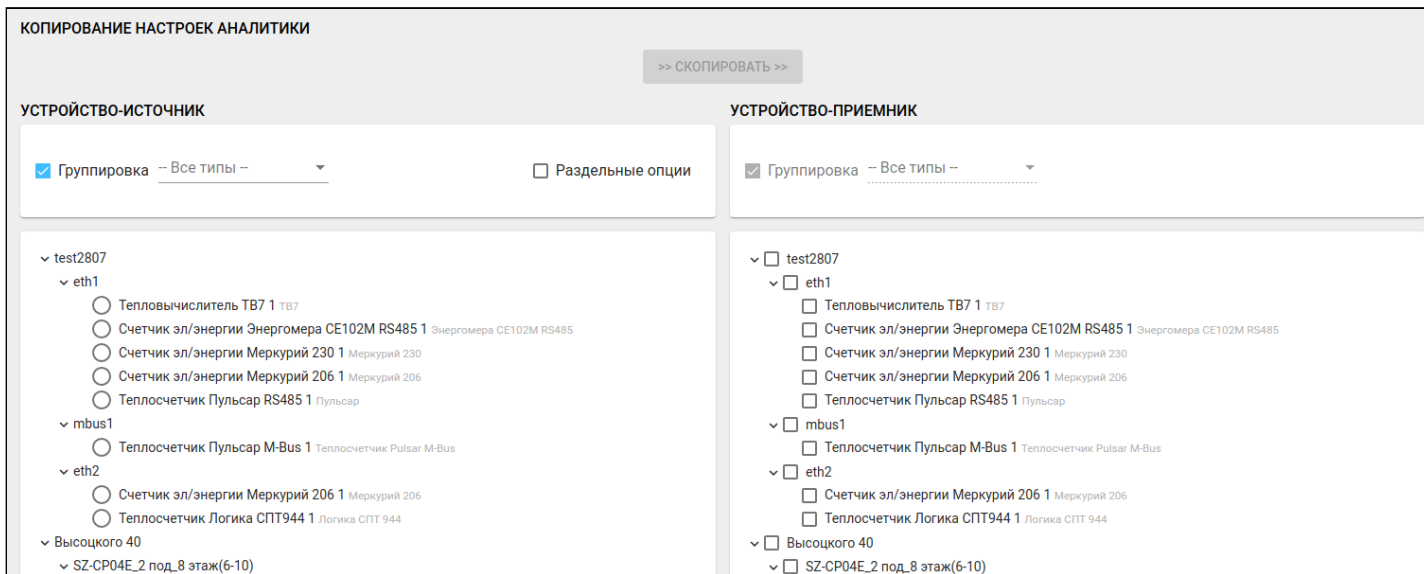 КОПИРОВАНИЕ НАСТРОЕК АНАЛИТИКИ
>> СКОПИРОВАТЬ >>
УСТРОЙСТВО-ИСТОЧНИК
Группировка -- Все типы -- Раздельные опции
test2807
eth1
Тепловычислитель ТВ7 1 ТВ7
Счетчик эл/энергии Энергомера CE102M RS485 1 Энергомера CE102M RS485
Счетчик эл/энергии Меркурий 230 1 Меркурий 230
Счетчик эл/энергии Меркурий 206 1 Меркурий 206
Теплосчетчик Пульсар RS485 1 Пульсар
mbus1
Теплосчетчик Пульсар M-Bus 1 Теплосчетчик Pulsar M-Bus
eth2
Счетчик эл/энергии Меркурий 206 1 Меркурий 206
Теплосчетчик Логика СПТ944 1 Логика СПТ 944
Высоцкого 40
SZ-CP04E_2 под_8 этаж(6-10)
УСТРОЙСТВО-ПРИЕМНИК
Группировка -- Все типы --
test2807
eth1
Тепловычислитель ТВ7 1 ТВ7
Счетчик эл/энергии Энергомера CE102M RS485 1 Энергомера CE102M RS485
Счетчик эл/энергии Меркурий 230 1 Меркурий 230
Счетчик эл/энергии Меркурий 206 1 Меркурий 206
Теплосчетчик Пульсар RS485 1 Пульсар
mbus1
Теплосчетчик Пульсар M-Bus 1 Теплосчетчик Pulsar M-Bus
eth2
Счетчик эл/энергии Меркурий 206 1 Меркурий 206
Теплосчетчик Логика СПТ944 1 Логика СПТ 944
Высоцкого 40
SZ-CP04E_2 под_8 этаж(6-10)